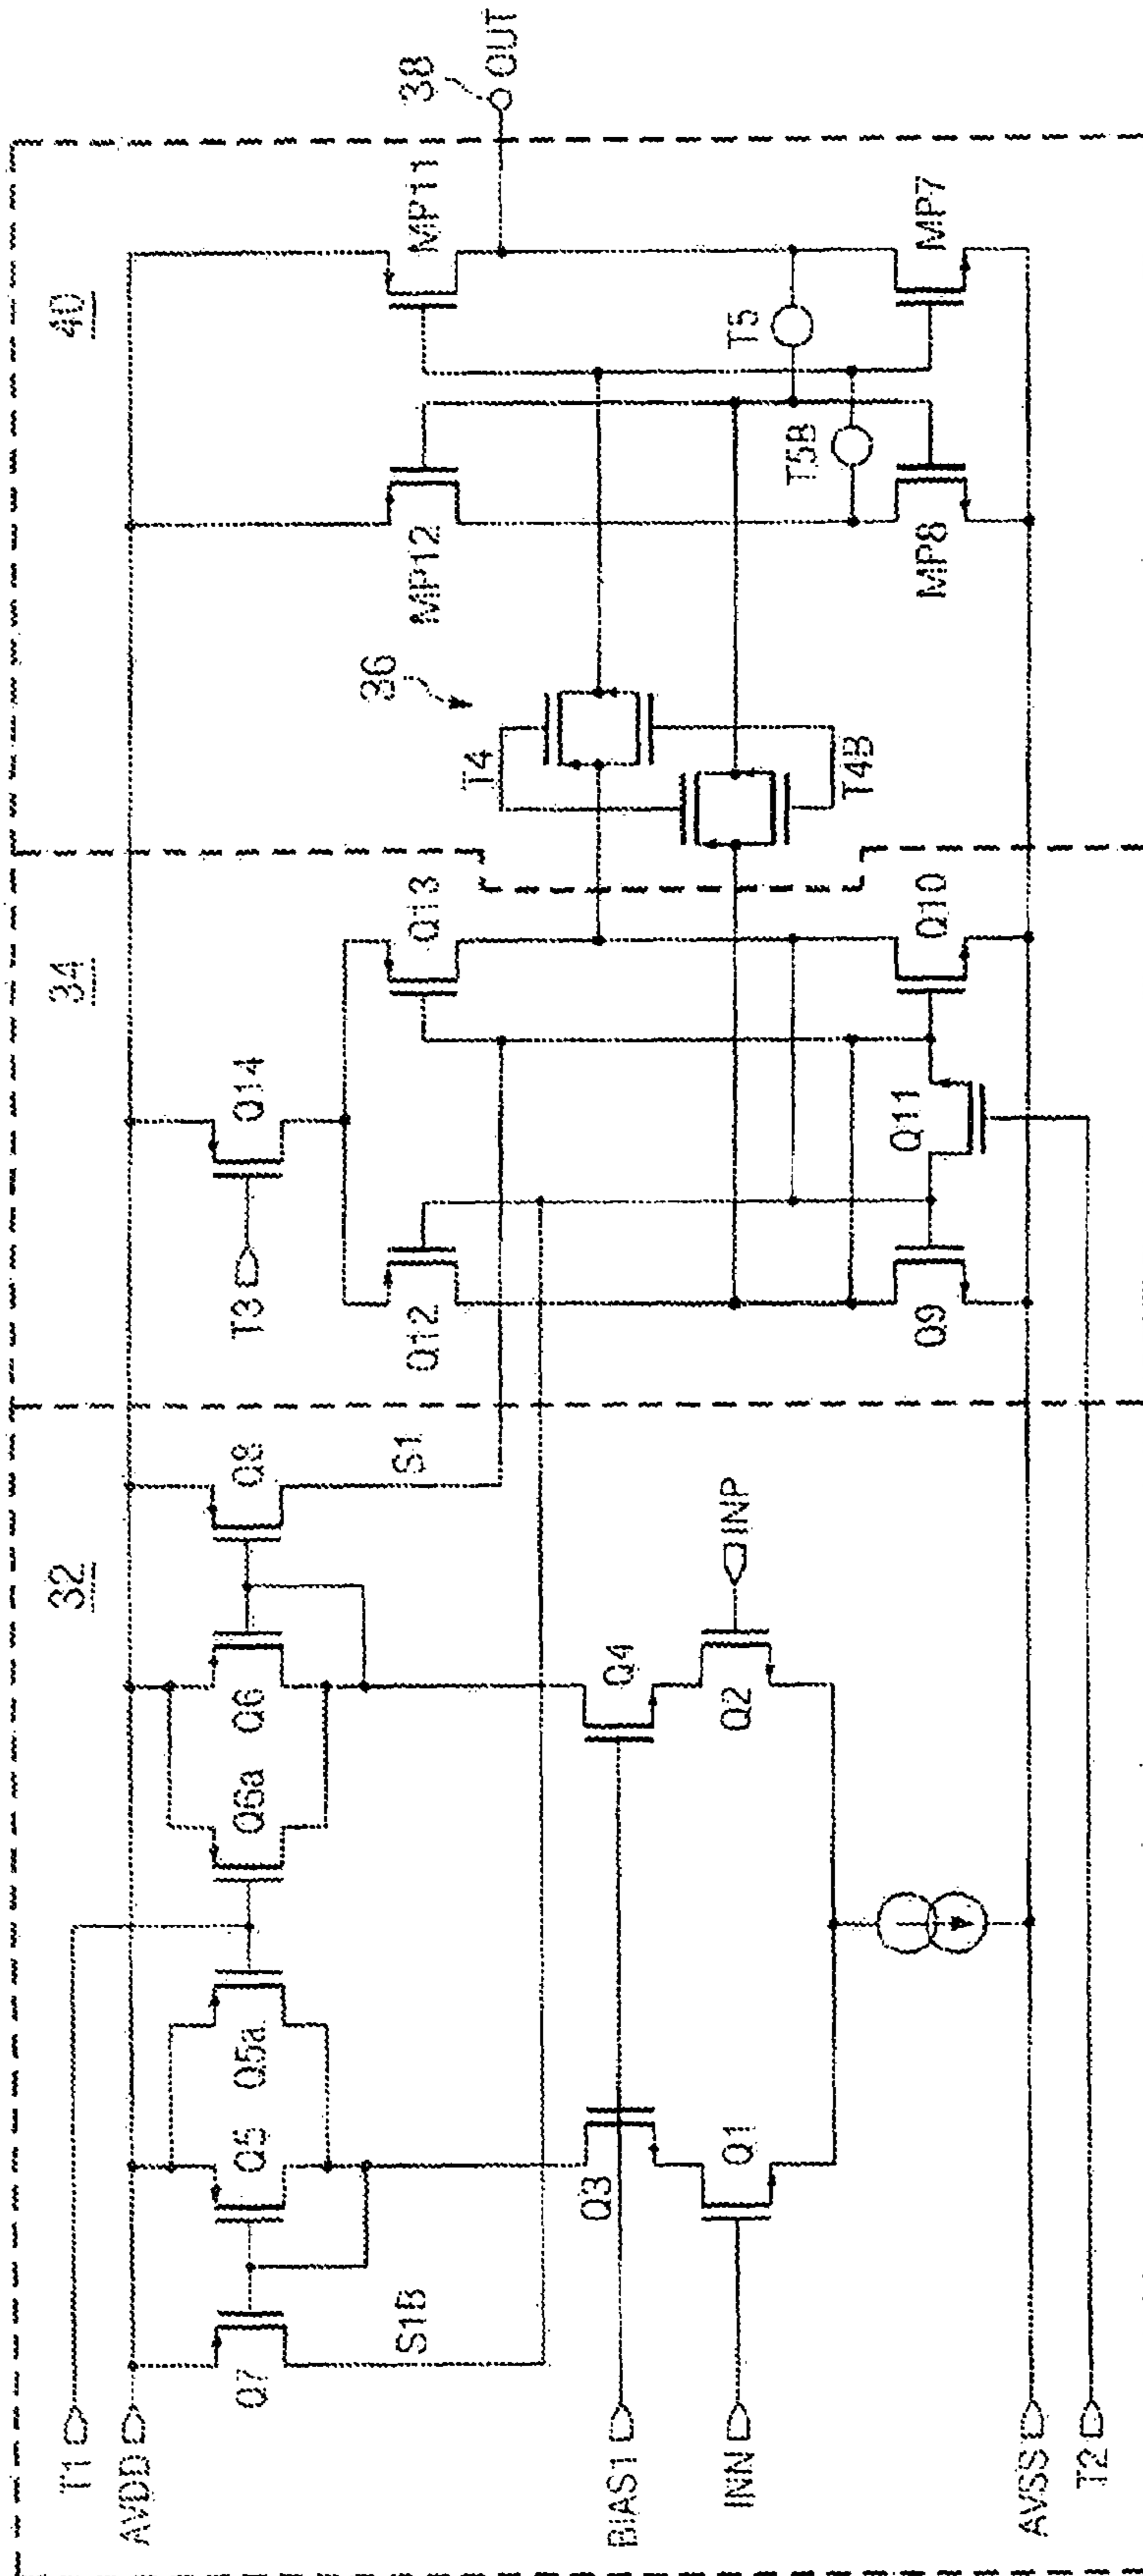 32
34
40
T1
AVDD
Q7
Q5
Q5a
Q6a
Q6
Q8
T3
Q14
S1B
S1
Q12
Q13
T4
36
MP12
MP11
38
OUT
BIAS1
Q3
Q4
INN
Q1
Q2
INP
T4B
T5B
T5
Q9
Q11
Q10
MP8
MP7
AVSS
T2